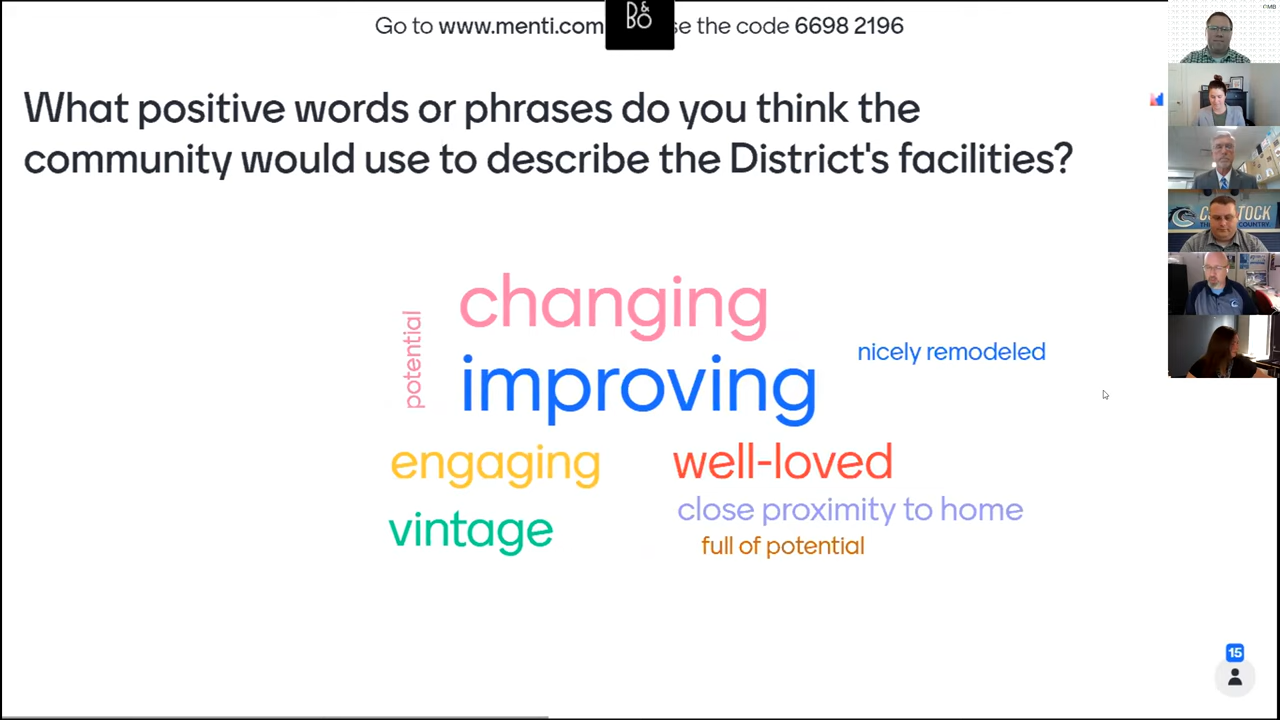 Go to www.menti.com
se the code 6698 2196
B&
BO
What positive words or phrases do you think the
community would use to describe the District's facilities?
changing
potential
improving
nicely remodeled
engaging
well-loved
close proximity to home
vintage
full of potential
15
COUNTRY